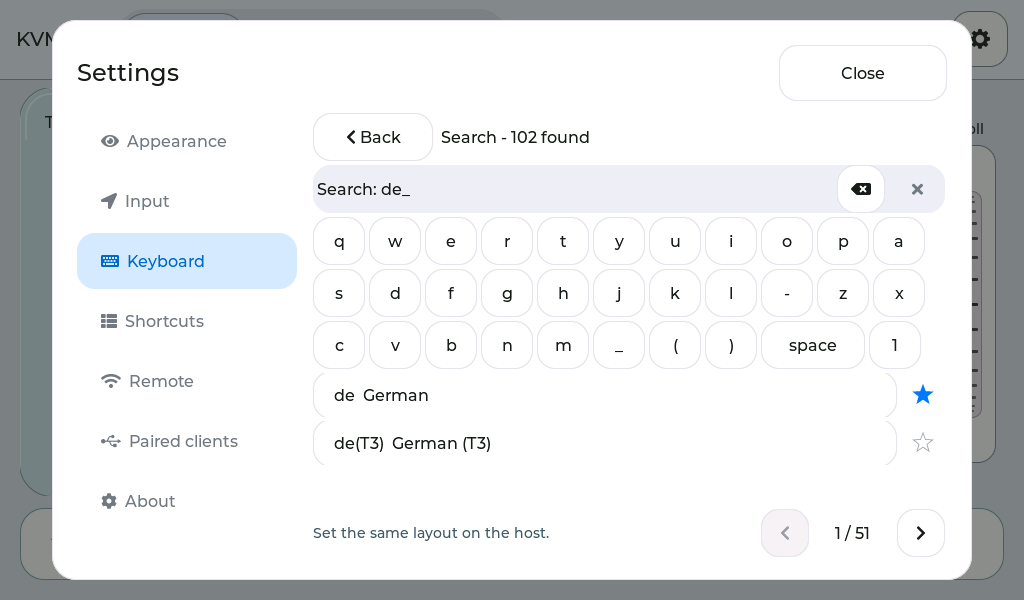 KVM
Settings
Close
Appearance
Input
Keyboard
Shortcuts
Remote
Paired clients
About
Back
Search - 102 found
Search: de_
q w e r t y u i o p a
s d f g h j k l - z x
c v b n m _ ( ) space 1
de German
de(T3) German (T3)
Set the same layout on the host.
1 / 51